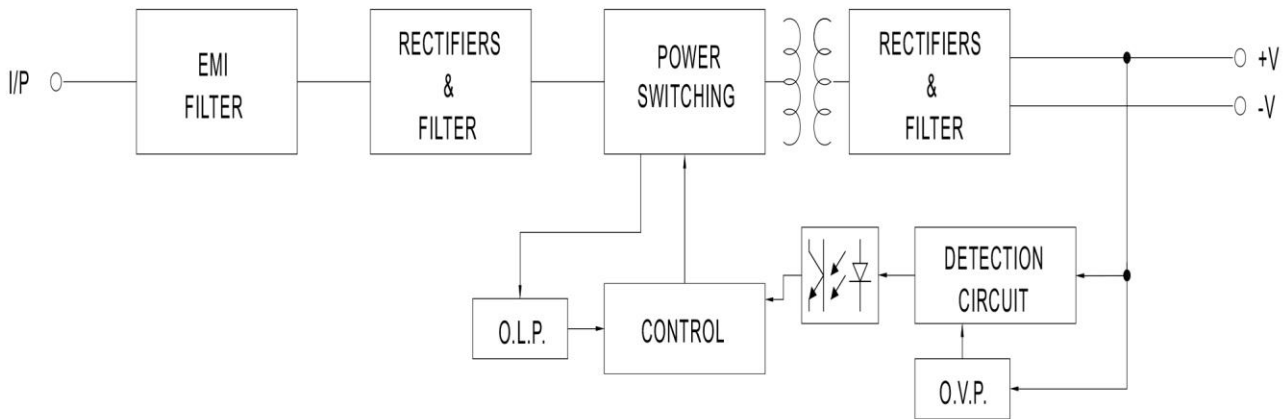 I/P
EMI
FILTER
RECTIFIERS
&
FILTER
POWER
SWITCHING
RECTIFIERS
&
FILTER
+V
-V
O.L.P.
CONTROL
DETECTION
CIRCUIT
O.V.P.